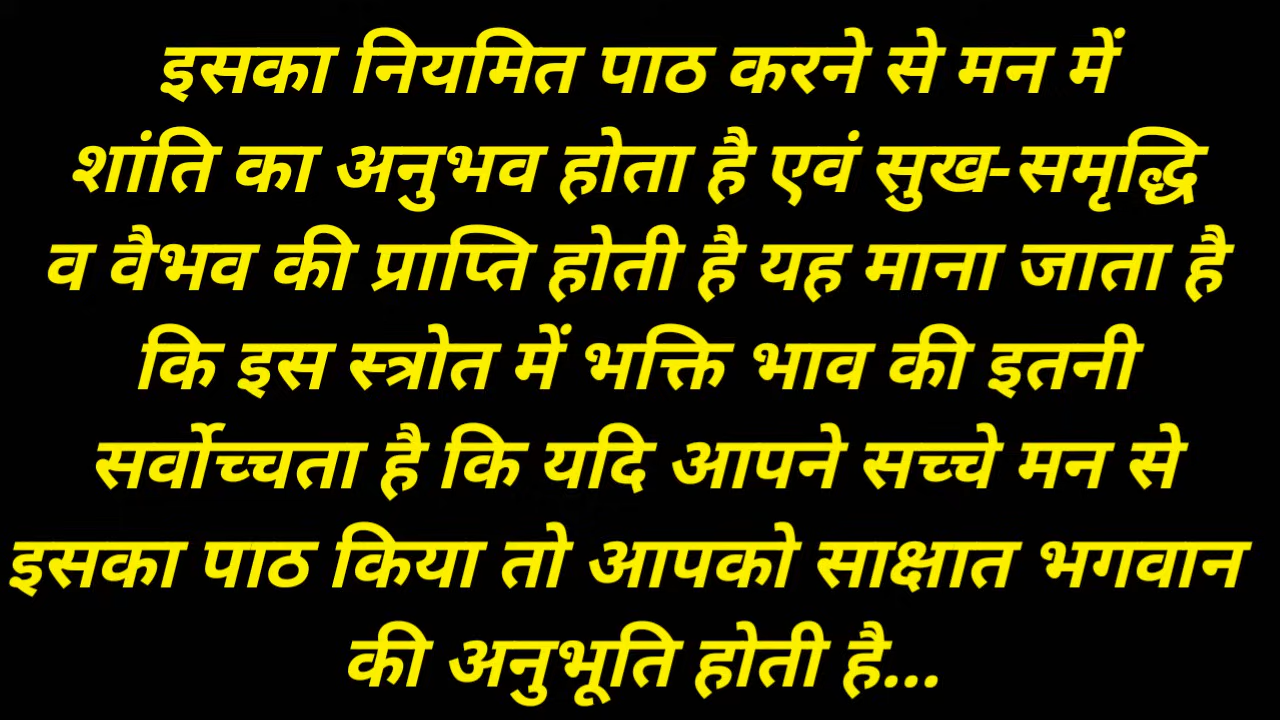 इसका नियमित पाठ करने से मन में
शांति का अनुभव होता है एवं सुख-समृद्धि
व वैभव की प्राप्ति होती है यह माना जाता है
कि इस स्त्रोत में भक्ति भाव की इतनी
सर्वोच्चता है कि यदि आपने सच्चे मन से
इसका पाठ किया तो आपको साक्षात भगवान
की अनुभूति होती है...